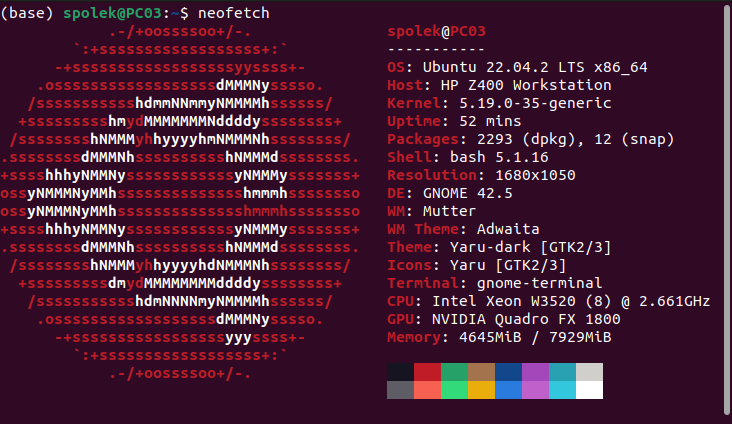 (base) spolek@PC03:~$ neofetch
            .-/+oossssoo+/-.               spolek@PC03
        `:+ssssssssssssssssss+:`           -----------
      -+ssssssssssssssssssyyssss+-         OS: Ubuntu 22.04.2 LTS x86_64
    .ossssssssssssssssssdMMMNysssso.       Host: HP Z400 Workstation
   /ssssssssssshdmmNNmmyNMMMMhssssss/      Kernel: 5.19.0-35-generic
  +ssssssssshmydMMMMMMMNddddyssssssss+     Uptime: 52 mins
 /sssssssshNMMMyhhyyyyhmNMMMNhssssssss/    Packages: 2293 (dpkg), 12 (snap)
.ssssssssdMMMNhsssssssssshNMMMdssssssss.   Shell: bash 5.1.16
+sssshhhyNMMNyssssssssssssyNMMMysssssss+   Resolution: 1680x1050
ossyNMMMNyMMhsssssssssssssshmmmhssssssso   DE: GNOME 42.5
ossyNMMMNyMMhsssssssssssssshmmmhssssssso   WM: Mutter
+sssshhhyNMMNyssssssssssssyNMMMysssssss+   WM Theme: Adwaita
.ssssssssdMMMNhsssssssssshNMMMdssssssss.   Theme: Yaru-dark [GTK2/3]
 /sssssssshNMMMyhhyyyyhdNMMMNhssssssss/    Icons: Yaru [GTK2/3]
  +sssssssssdmydMMMMMMMMddddyssssssss+     Terminal: gnome-terminal
   /ssssssssssshdmNNNNmyNMMMMhssssss/      CPU: Intel Xeon W3520 (8) @ 2.661GHz
    .ossssssssssssssssssdMMMNysssso.       GPU: NVIDIA Quadro FX 1800
      -+sssssssssssssssssyyyssss+-         Memory: 4645MiB / 7929MiB
        `:+ssssssssssssssssss+:`
            .-/+oossssoo+/-.